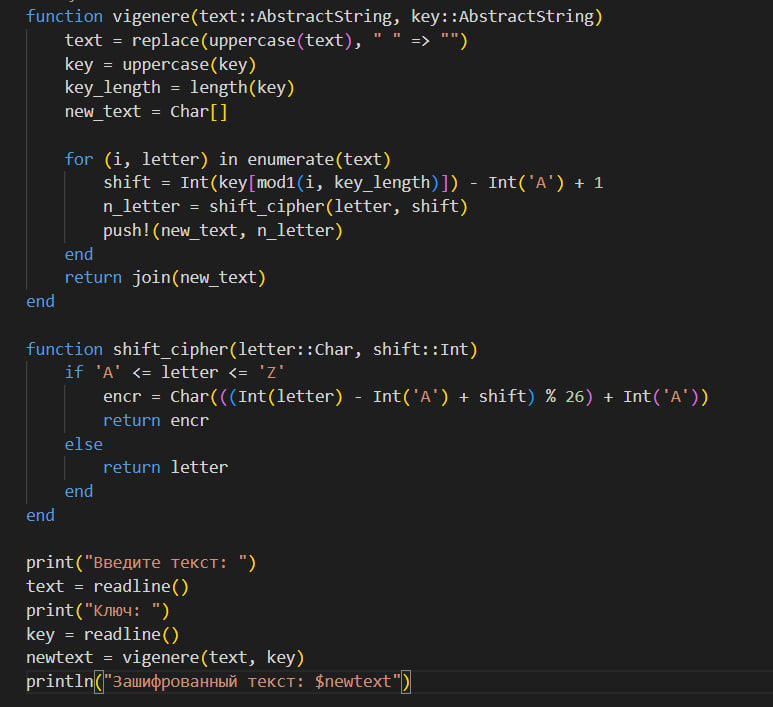 function vigenere(text::AbstractString, key::AbstractString)
    text = replace(uppercase(text), " " => "")
    key = uppercase(key)
    key_length = length(key)
    new_text = Char[]

    for (i, letter) in enumerate(text)
        shift = Int(key[mod1(i, key_length)]) - Int('A') + 1
        n_letter = shift_cipher(letter, shift)
        push!(new_text, n_letter)
    end
    return join(new_text)
end

function shift_cipher(letter::Char, shift::Int)
    if 'A' <= letter <= 'Z'
        encr = Char(((Int(letter) - Int('A') + shift) % 26) + Int('A'))
        return encr
    else
        return letter
    end
end

print("Введите текст: ")
text = readline()
print("Ключ: ")
key = readline()
newtext = vigenere(text, key)
println("Зашифрованный текст: $newtext")